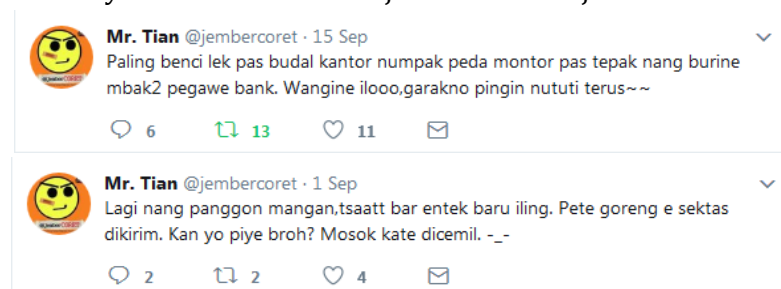 Mr. Tian @jembercoret · 15 Sep
Paling benci lek pas budal kantor numpak peda montor pas tepak nang burine
mbak2 pegawe bank. Wangine ilooo,garakno pingin nututi terus~~
6 13 11
Mr. Tian @jembercoret · 1 Sep
Lagi nang panggon mangan,tsaatt bar entek baru iling. Pete goreng e sektas
dikirim. Kan yo piye broh? Mosok kate dicemil. -_-
2 2 4